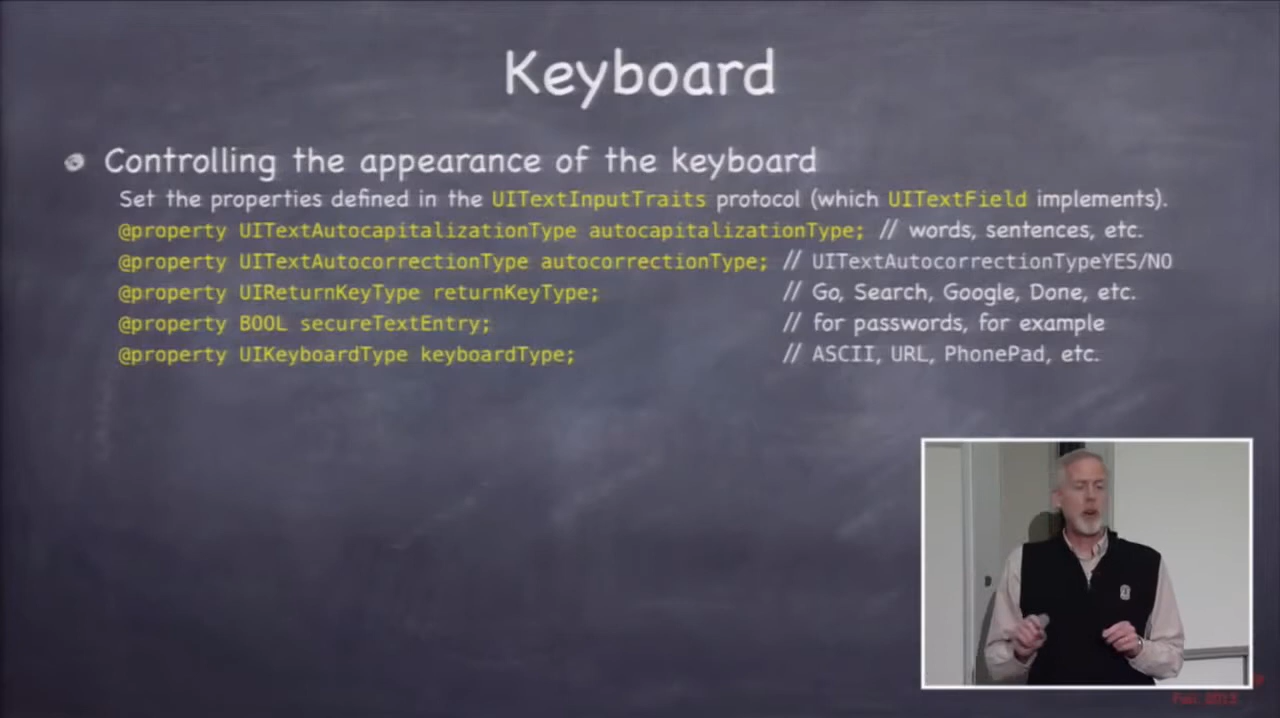 Keyboard
Controlling the appearance of the keyboard
Set the properties defined in the UITextInputTraits protocol (which UITextField implements).
@property UITextAutocapitalizationType autocapitalizationType; // words, sentences, etc.
@property UITextAutocorrectionType autocorrectionType; // UITextAutocorrectionTypeYES/NO
@property UIReturnKeyType returnKeyType; // Go, Search, Google, Done, etc.
@property BOOL secureTextEntry; // for passwords, for example
@property UIKeyboardType keyboardType; // ASCII, URL, PhonePad, etc.
Fall 2013